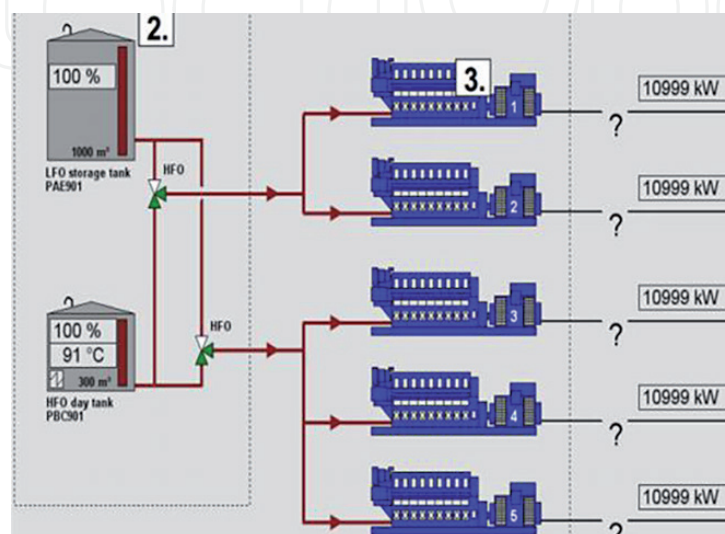 2.
100 %
1000 m³
LFO storage tank
PAE901
HFO
HFO
100 %
91 °C
300 m³
HFO day tank
PBC901
3.
1
10999 kW
?
2
10999 kW
?
3
10999 kW
?
4
10999 kW
?
5
10999 kW
?